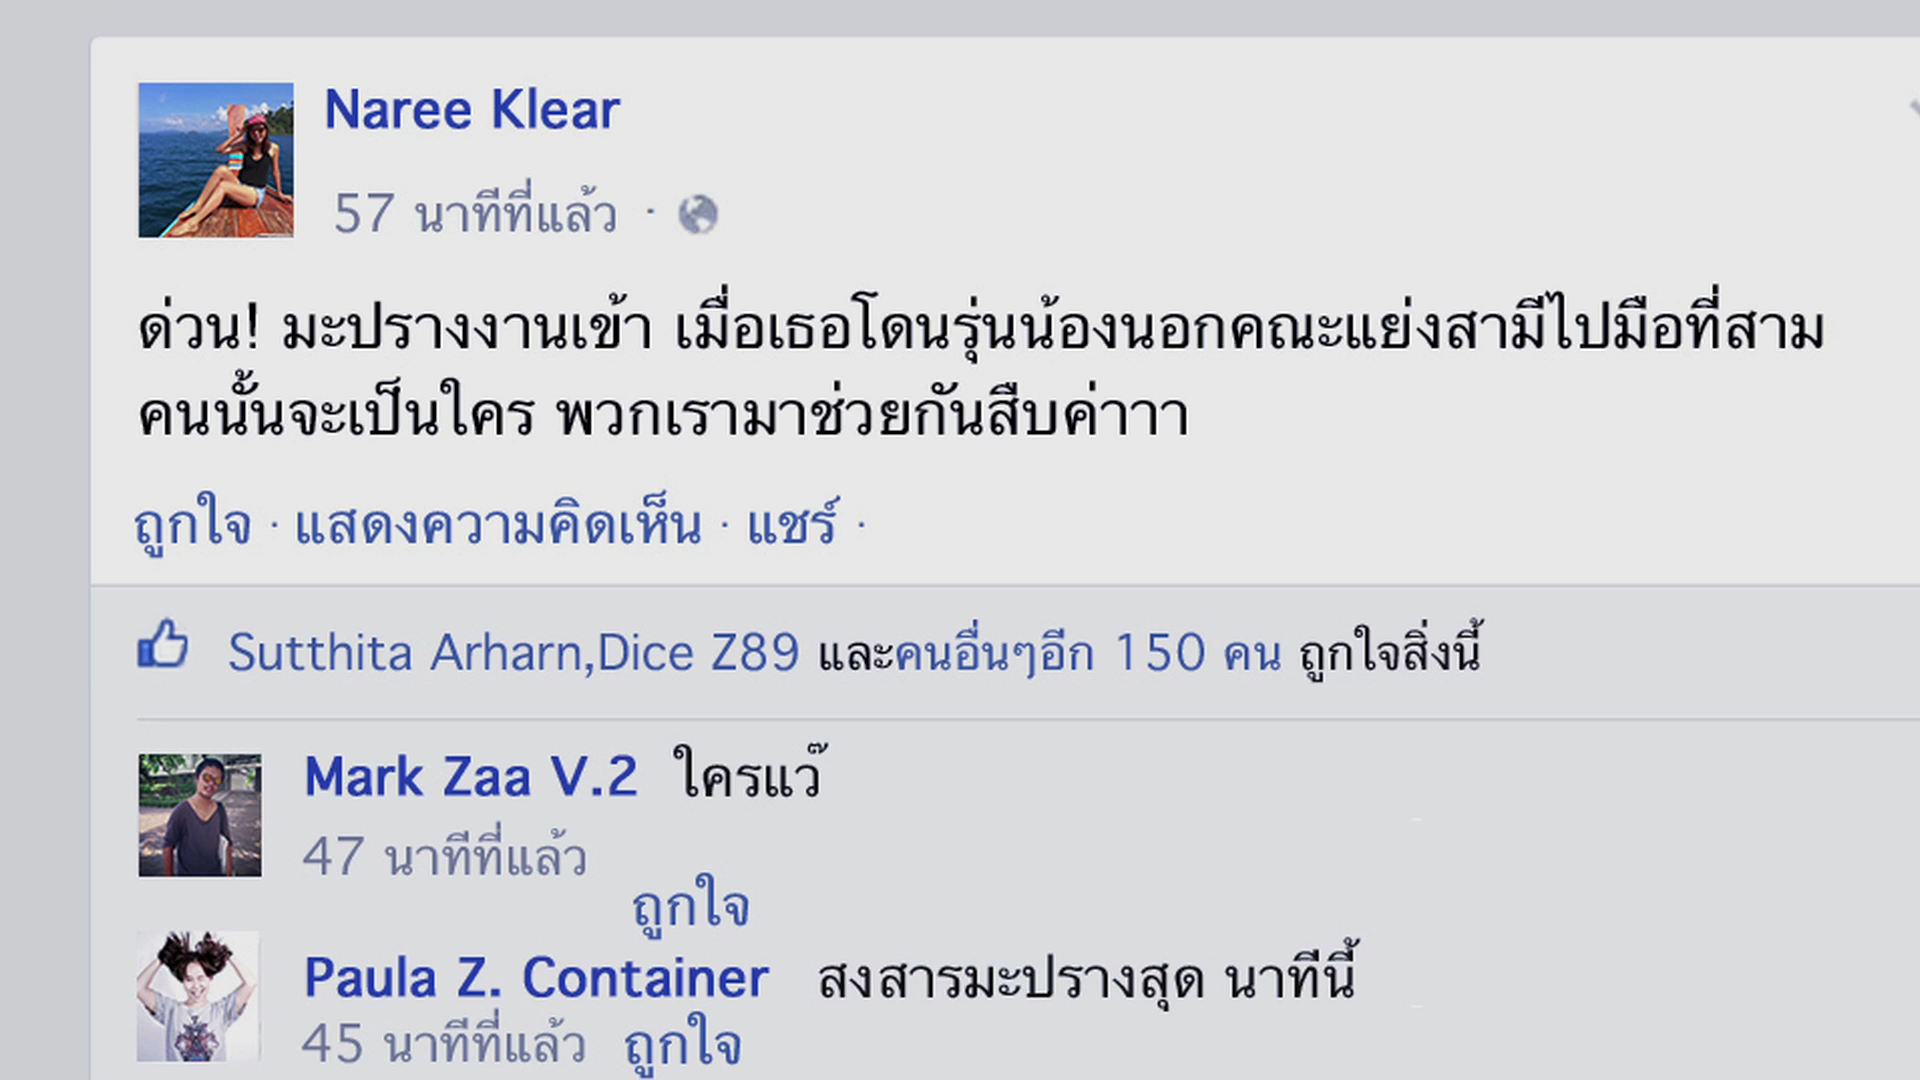 Naree Klear
57 นาทีที่แล้ว ·
ด่วน! มะปรางงานเข้า เมื่อเธอโดนรุ่นน้องนอกคณะแย่งสามีไปมือที่สาม
คนนั้นจะเป็นใคร พวกเรามาช่วยกันสืบค่าาา
ถูกใจ · แสดงความคิดเห็น · แชร์ ·
Sutthita Arharn,Dice Z89 และคนอื่นๆอีก 150 คน ถูกใจสิ่งนี้
Mark Zaa V.2 ใครแว๊
47 นาทีที่แล้ว
ถูกใจ
Paula Z. Container สงสารมะปรางสุด นาทีนี้
45 นาทีที่แล้ว ถูกใจ